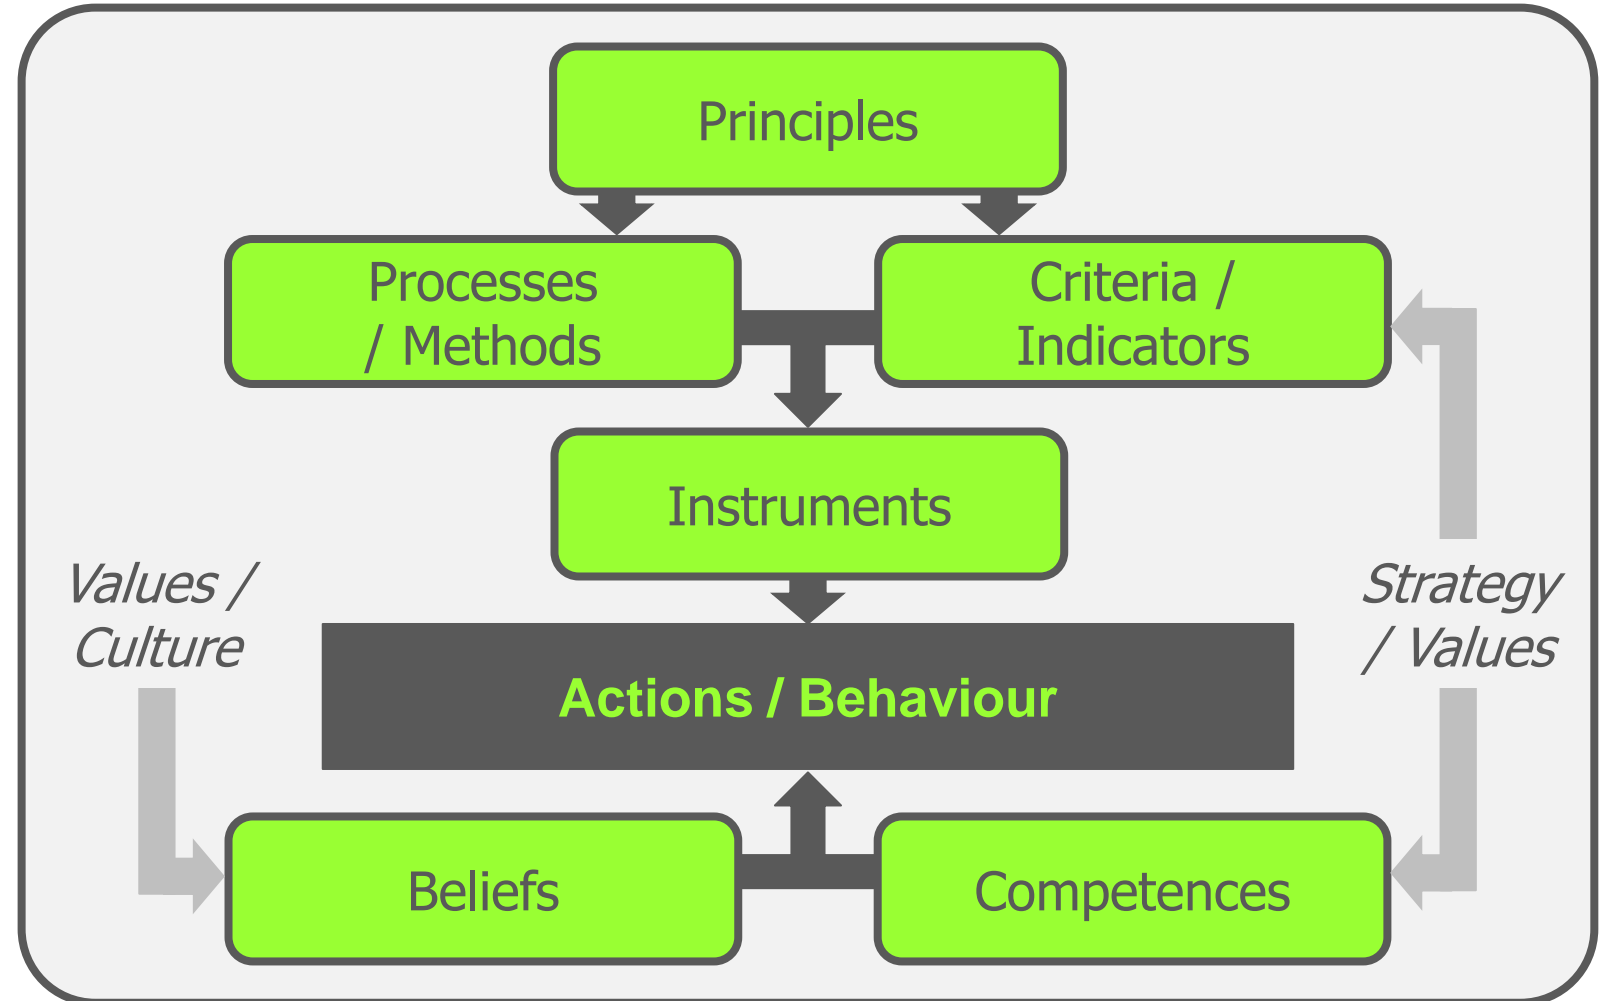 Principles
Processes
/ Methods
Criteria /
Indicators
Instruments
Values /
Culture
Strategy
/ Values
Actions / Behaviour
Beliefs
Competences